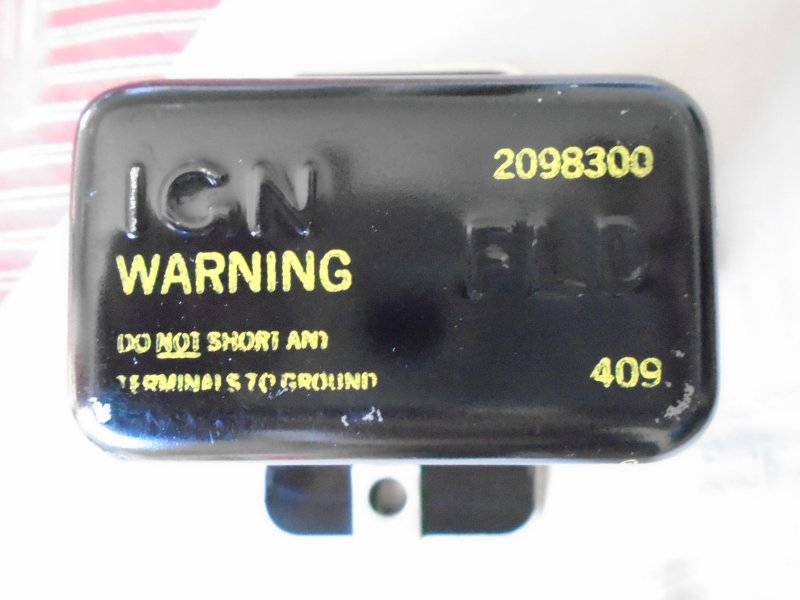 IGN
2098300
FLD
WARNING
DO NOT SHORT ANY
TERMINALS TO GROUND
409